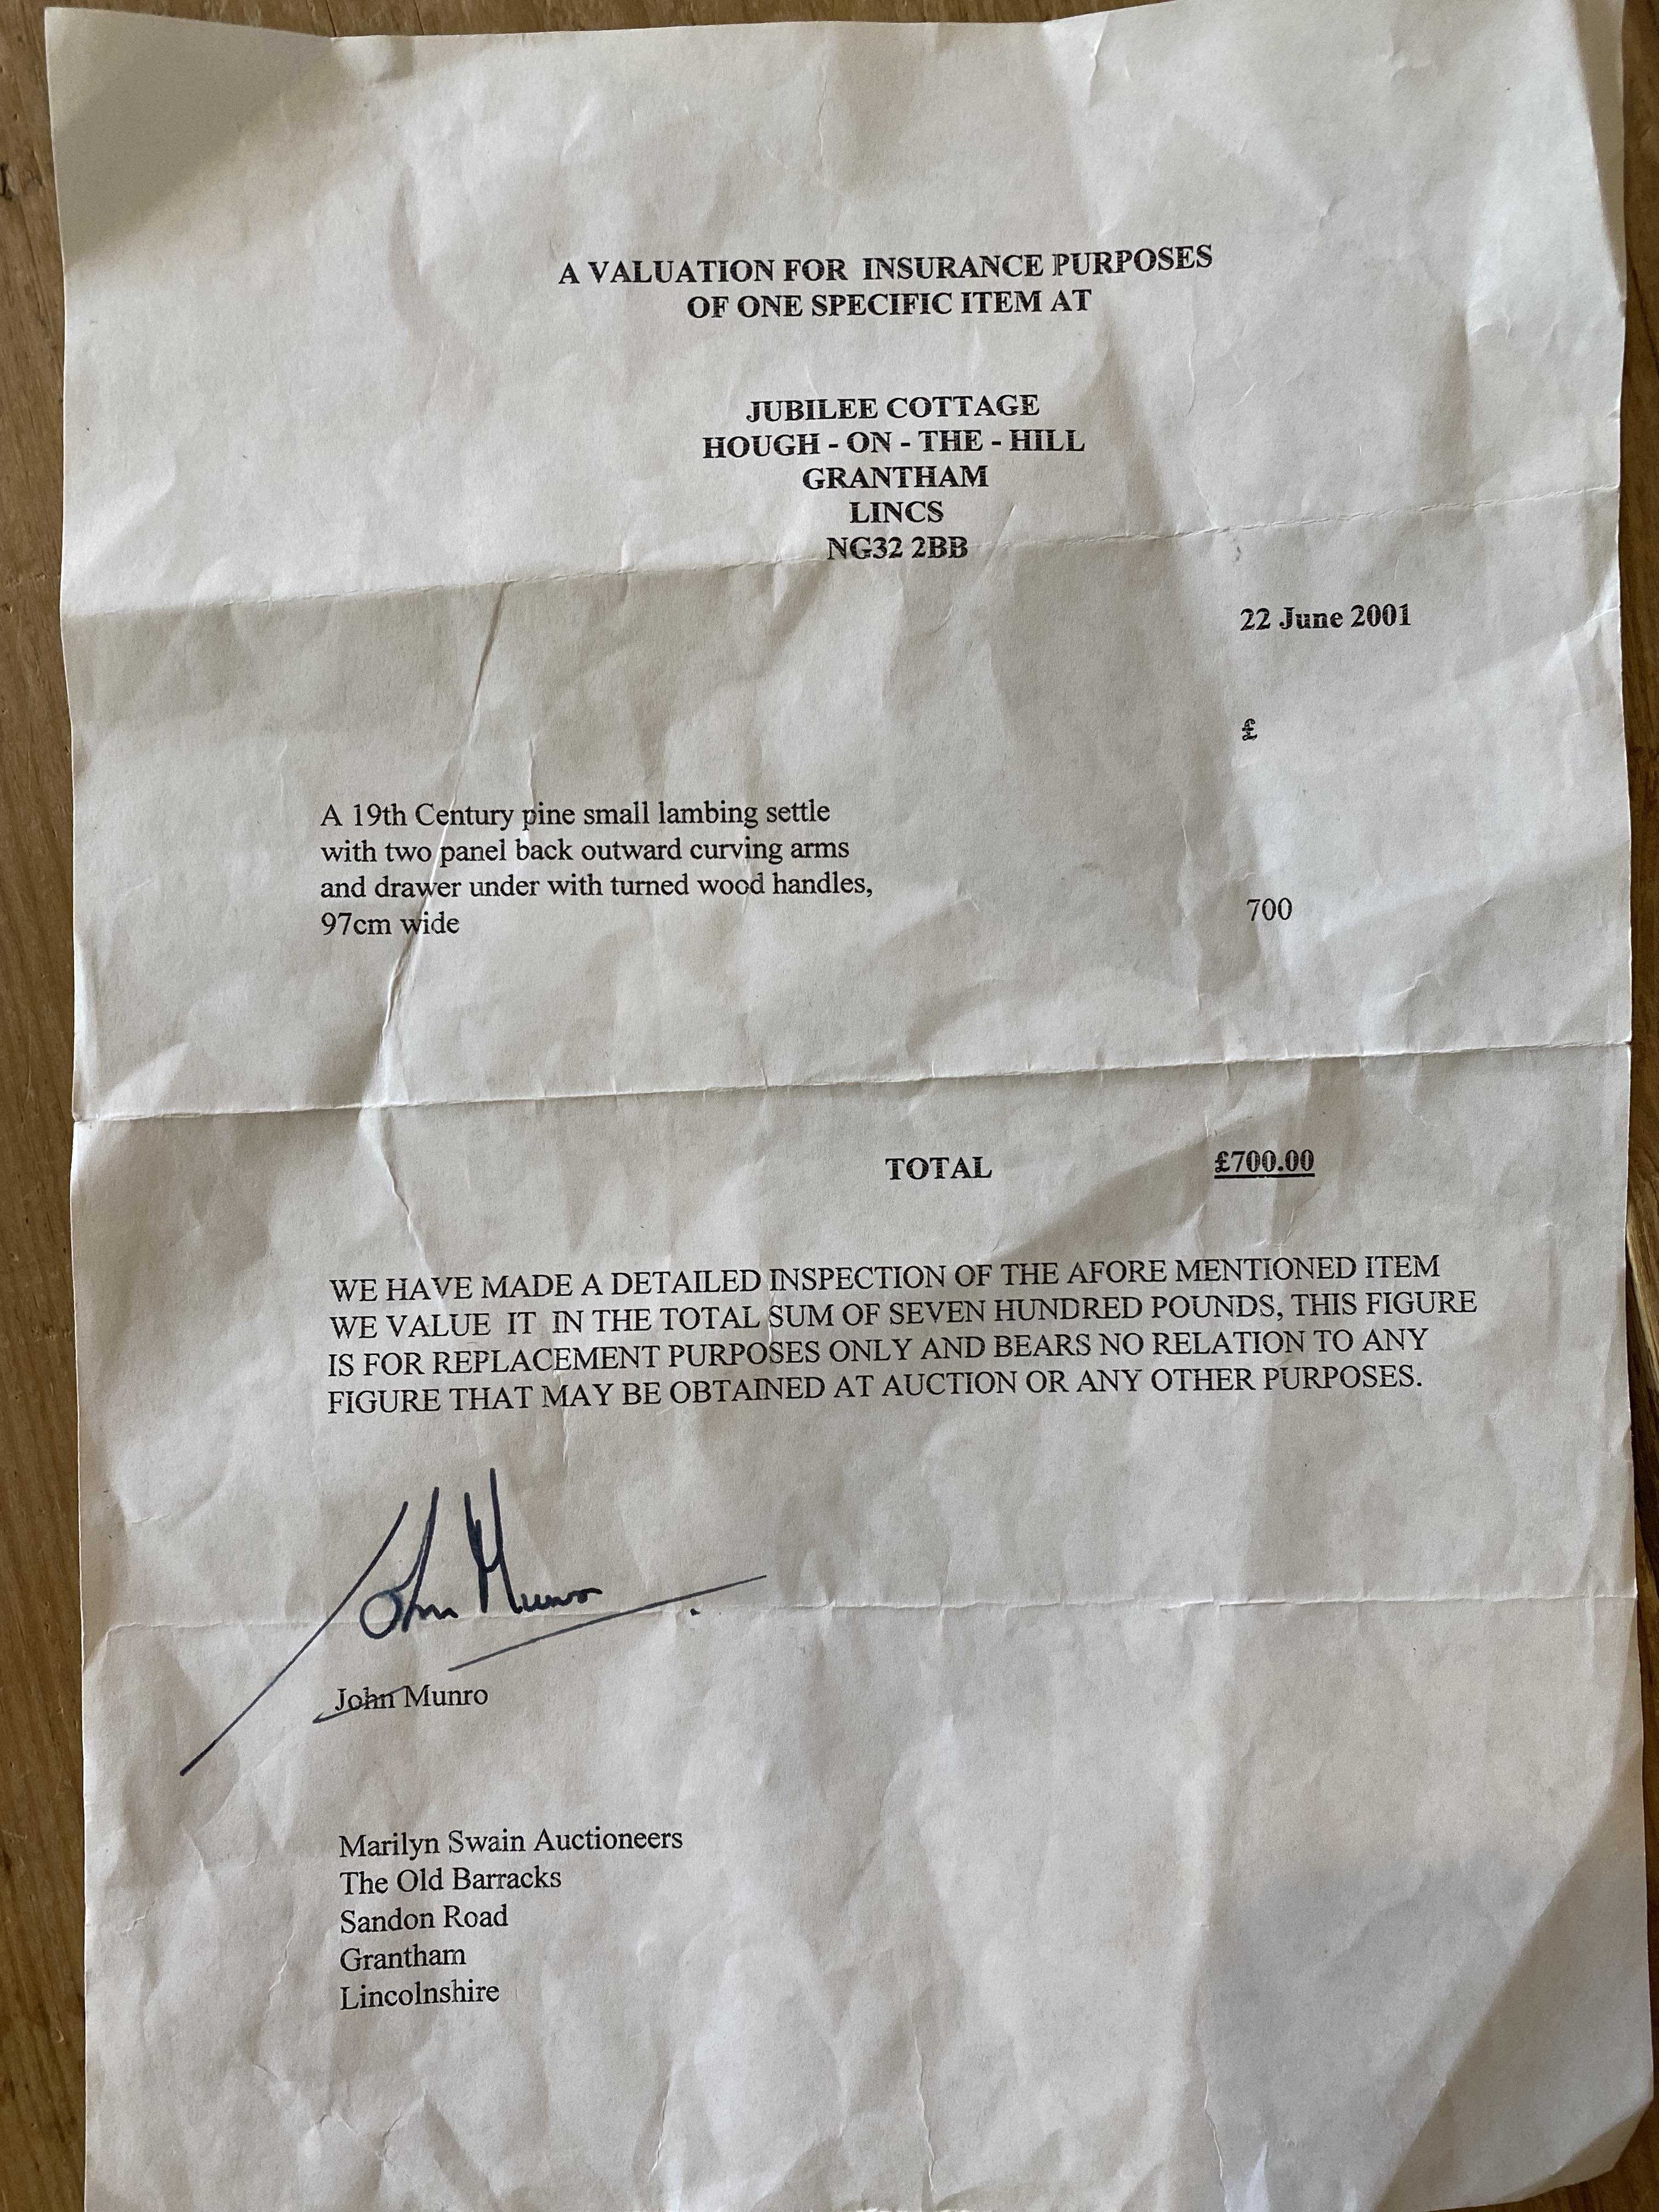 A VALUATION FOR INSURANCE PURPOSES
OF ONE SPECIFIC ITEM AT
JUBILEE COTTAGE
HOUGH - ON - THE - HILL
GRANTHAM
LINCS
NG32 2BB
22 June 2001
£
A 19th Century pine small lambing settle
with two panel back outward curving arms
and drawer under with turned wood handles,
97cm wide
700
TOTAL £700.00
WE HAVE MADE A DETAILED INSPECTION OF THE AFORE MENTIONED ITEM
WE VALUE IT IN THE TOTAL SUM OF SEVEN HUNDRED POUNDS, THIS FIGURE
IS FOR REPLACEMENT PURPOSES ONLY AND BEARS NO RELATION TO ANY
FIGURE THAT MAY BE OBTAINED AT AUCTION OR ANY OTHER PURPOSES.
John Munro
John Munro
Marilyn Swain Auctioneers
The Old Barracks
Sandon Road
Grantham
Lincolnshire